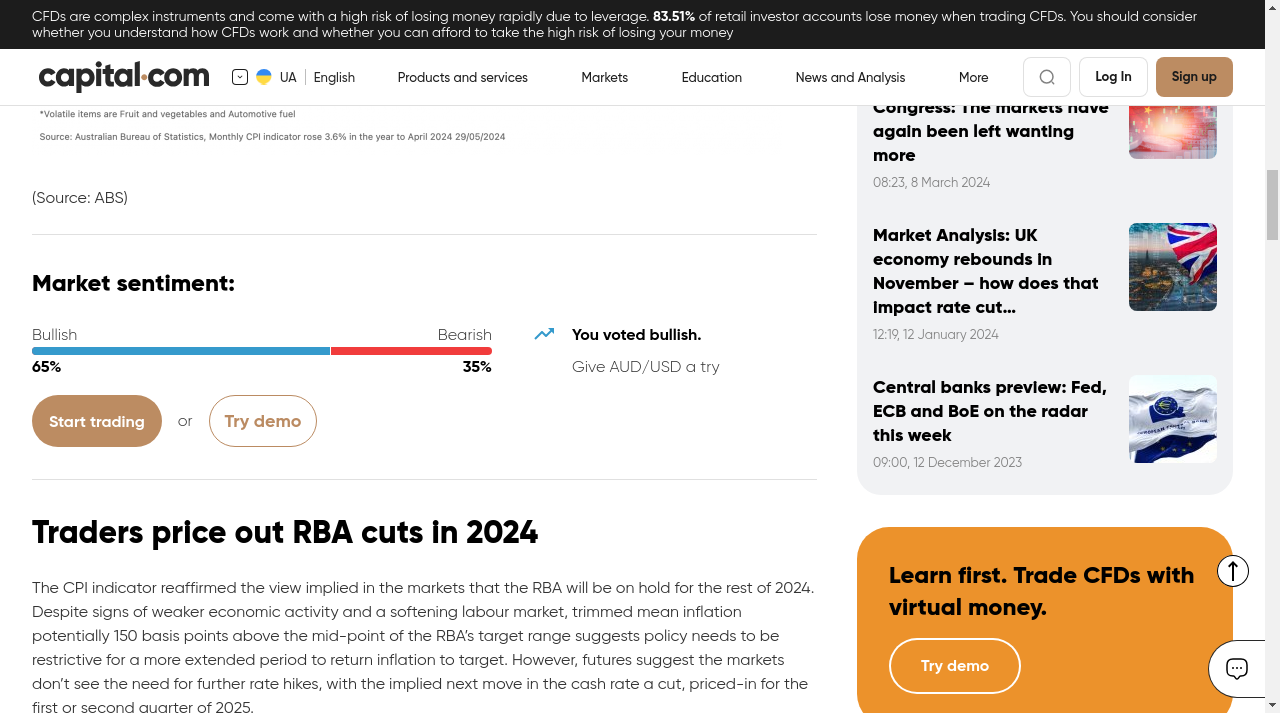 CFDs are complex instruments and come with a high risk of losing money rapidly due to leverage. 83.51% of retail investor accounts lose money when trading CFDs. You should consider
whether you understand how CFDs work and whether you can afford to take the high risk of losing your money
capital.com
UA
English
Products and services
Markets
Education
News and Analysis
More
Log In
Sign up
*Volatile items are Fruit and vegetables and Automotive fuel
Source: Australian Bureau of Statistics, Monthly CPI indicator rose 3.6% in the year to April 2024 29/05/2024
(Source: ABS)
Market sentiment:
Bullish
Bearish
65%
35%
You voted bullish.
Give AUD/USD a try
Start trading
or
Try demo
Traders price out RBA cuts in 2024
The CPI indicator reaffirmed the view implied in the markets that the RBA will be on hold for the rest of 2024.
Despite signs of weaker economic activity and a softening labour market, trimmed mean inflation
potentially 150 basis points above the mid-point of the RBA's target range suggests policy needs to be
restrictive for a more extended period to return inflation to target. However, futures suggest the markets
don't see the need for further rate hikes, with the implied next move in the cash rate a cut, priced-in for the
first or second quarter of 2025.
Congress: The markets have
again been left wanting
more
08:23, 8 March 2024
Market Analysis: UK
economy rebounds in
November – how does that
impact rate cut...
12:19, 12 January 2024
Central banks preview: Fed,
ECB and BoE on the radar
this week
09:00, 12 December 2023
Learn first. Trade CFDs with
virtual money.
Try demo